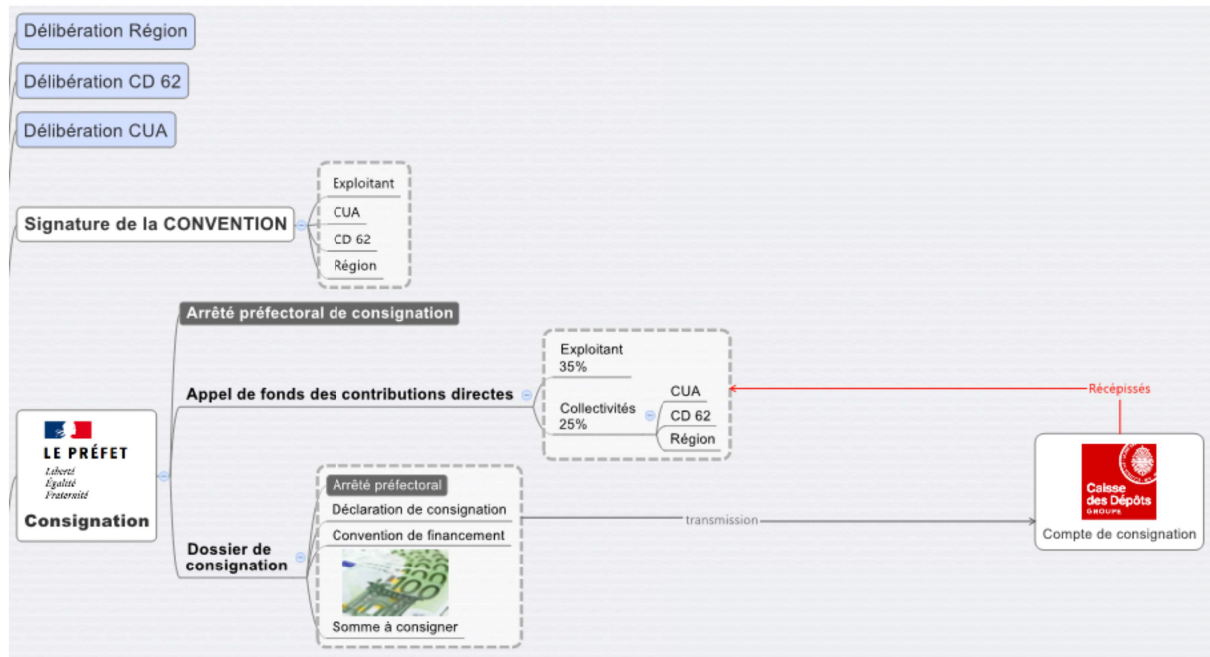 Délibération Région
Délibération CD 62
Délibération CUA
Signature de la CONVENTION
Exploitant
CUA
CD 62
Région
Arrêté préfectoral de consignation
Appel de fonds des contributions directes
Exploitant
35%
Collectivités
25%
CUA
CD 62
Région
Récépissés
LE PRÉFET
Liberté
Égalité
Fraternité
Consignation
Dossier de
consignation
Arrêté préfectoral
Déclaration de consignation
Convention de financement
100
Somme à consigner
transmission
Caisse
des Dépôts
GROUPE
Compte de consignation